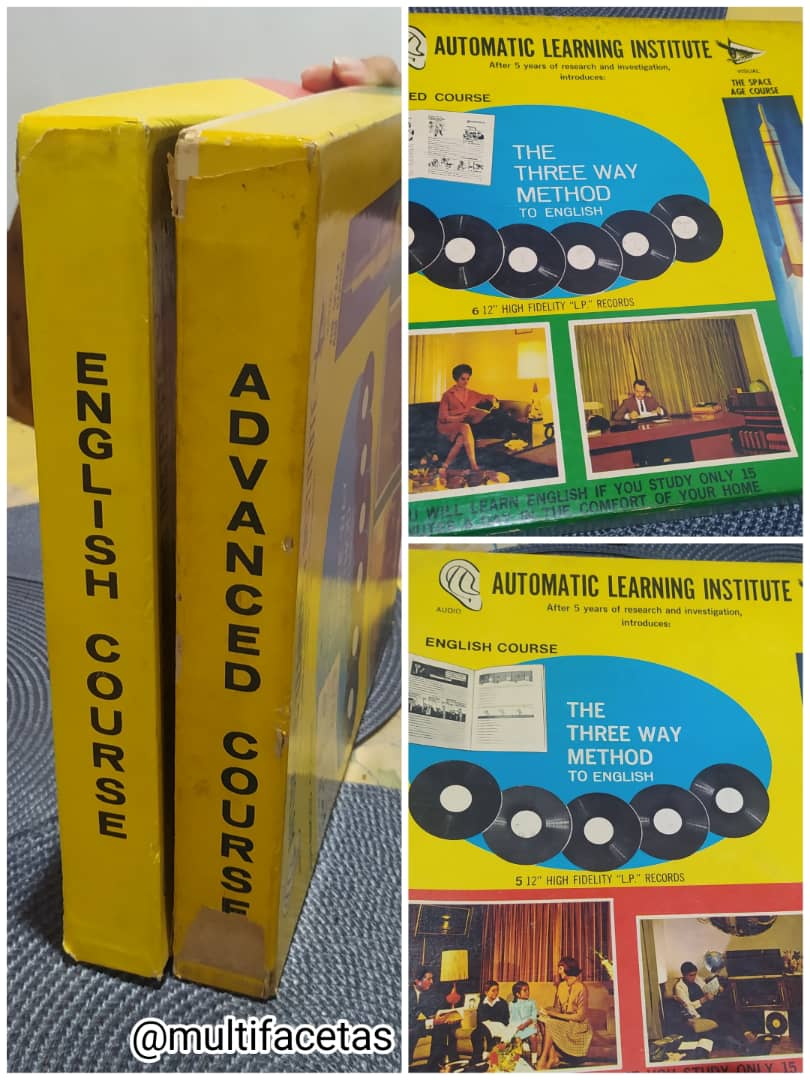 ENGLISH COURSE
ADVANCED COURSE
@multifacetas
AUTOMATIC LEARNING INSTITUTE
After 5 years of research and investigation,
introduces:
VISUAL
THE SPACE
AGE COURSE
ED COURSE
THE
THREE WAY
METHOD
TO ENGLISH
6 12" HIGH FIDELITY "L.P." RECORDS
U WILL LEARN ENGLISH IF YOU STUDY ONLY 15
A DAY THE COMFORT OF YOUR HOME
AUDIO
AUTOMATIC LEARNING INSTITUTE
After 5 years of research and investigation,
introduces:
ENGLISH COURSE
THE
THREE WAY
METHOD
TO ENGLISH
5 12" HIGH FIDELITY "L.P." RECORDS
YOU STUDY ONLY 15